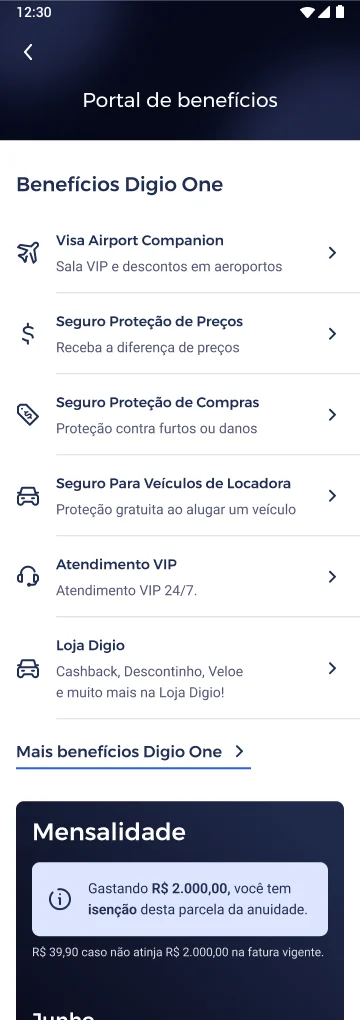 12:30
Portal de benefícios
Benefícios Digio One
Visa Airport Companion
Sala VIP e descontos em aeroportos
Seguro Proteção de Preços
Receba a diferença de preços
Seguro Proteção de Compras
Proteção contra furtos ou danos
Seguro Para Veículos de Locadora
Proteção gratuita ao alugar um veículo
Atendimento VIP
Atendimento VIP 24/7.
Loja Digio
Cashback, Descontinho, Veloe
e muito mais na Loja Digio!
Mais benefícios Digio One
Mensalidade
Gastando R$ 2.000,00, você tem
isenção desta parcela da anuidade.
R$ 39,90 caso não atinja R$ 2.000,00 na fatura vigente.
Junho